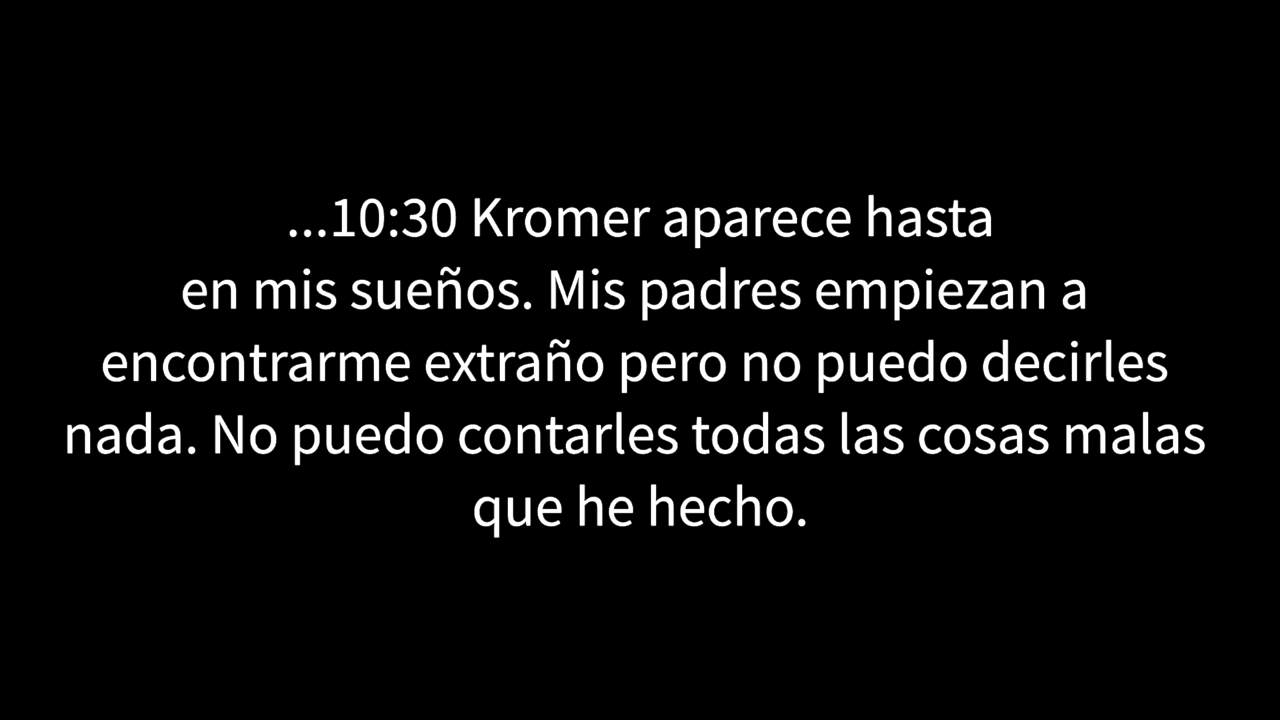 ...10:30 Kromer aparece hasta
en mis sueños. Mis padres empiezan a
encontrarme extraño pero no puedo decirles
nada. No puedo contarles todas las cosas malas
que he hecho.